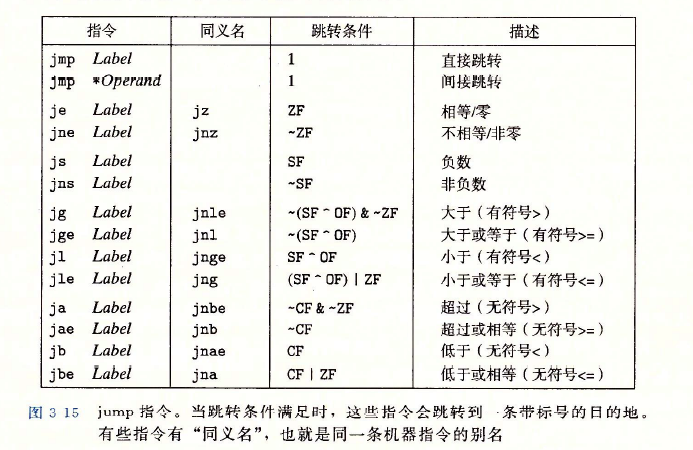 指令 同义名 跳转条件 描述
jmp Label 1 直接跳转
jmp *Operand 1 间接跳转
je Label jz ZF 相等/零
jne Label jnz ~ZF 不相等/非零
js Label SF 负数
jns Label ~SF 非负数
jg Label jnle ~(SF ^ OF) & ~ZF 大于（有符号>）
jge Label jnl ~(SF ^ OF) 大于或等于（有符号>=）
jl Label jnge SF ^ OF 小于（有符号<）
jle Label jng (SF ^ OF) | ZF 小于或等于（有符号<=）
ja Label jnbe ~CF & ~ZF 超过（无符号>）
jae Label jnb ~CF 超过或相等（无符号>=）
jb Label jnae CF 低于（无符号<）
jbe Label jna CF | ZF 低于或相等（无符号<=）
图 3 15 jump 指令。当跳转条件满足时，这些指令会跳转到 条带标号的目的地。
有些指令有“同义名”，也就是同一条机器指令的别名